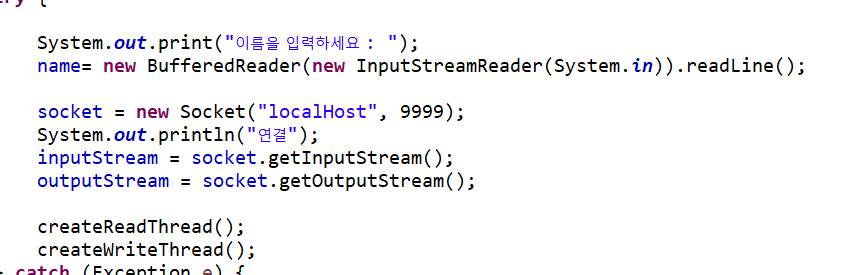 try {
System.out.print("이름을 입력하세요 : ");
name= new BufferedReader(new InputStreamReader(System.in)).readLine();
socket = new Socket("localHost", 9999);
System.out.println("연결");
inputStream = socket.getInputStream();
outputStream = socket.getOutputStream();
createReadThread();
createWriteThread();
catch (Exception e) {